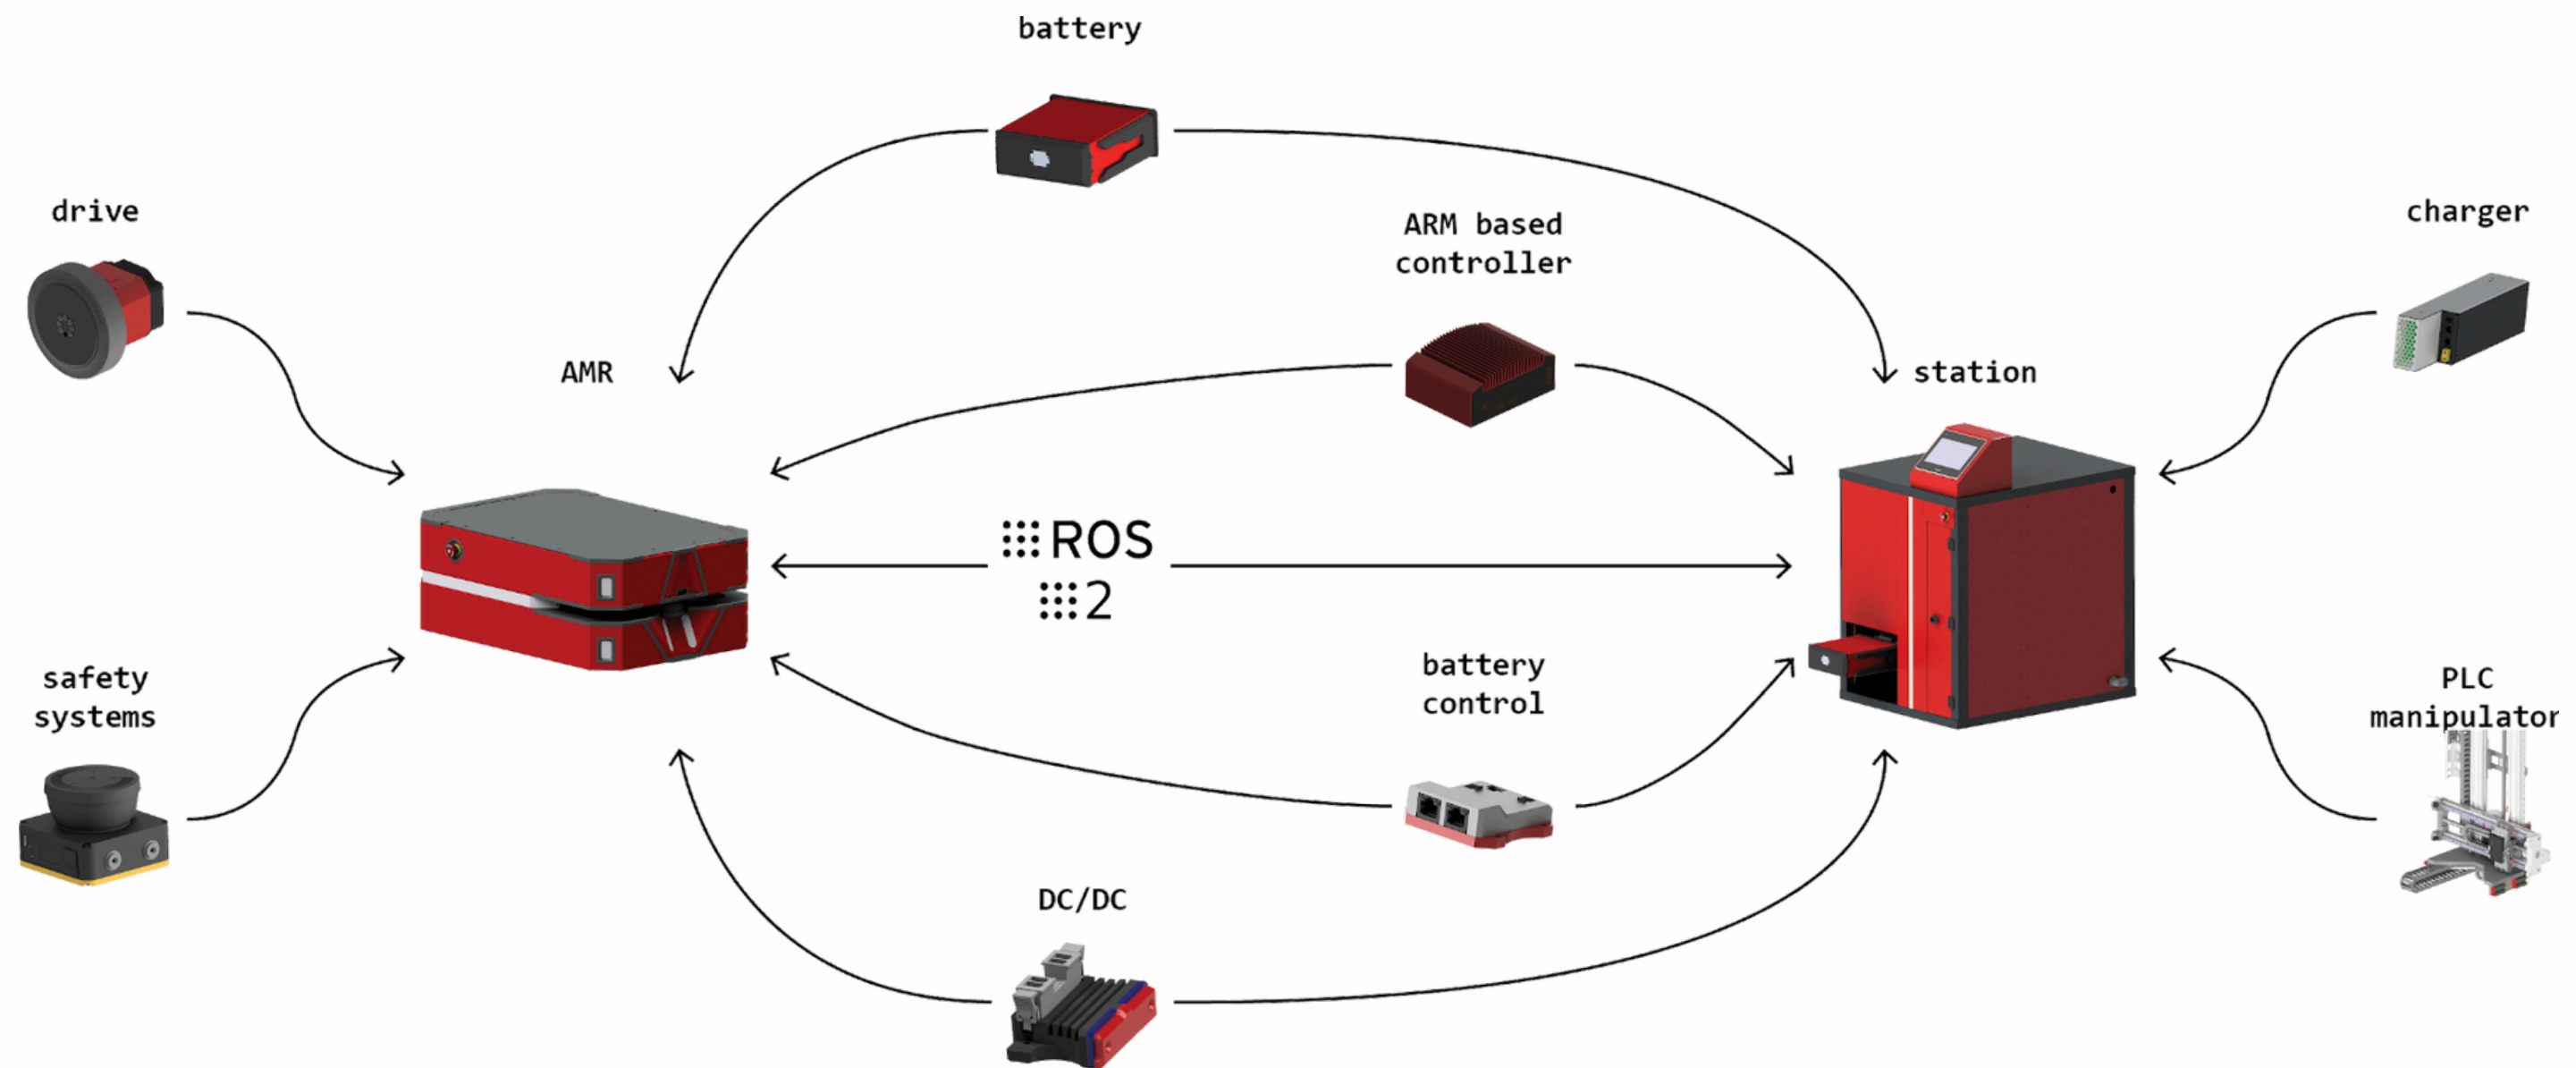 battery
drive
ARM based
controller
charger
AMR
station
ROS
2
safety
systems
battery
control
PLC
manipulator
DC/DC